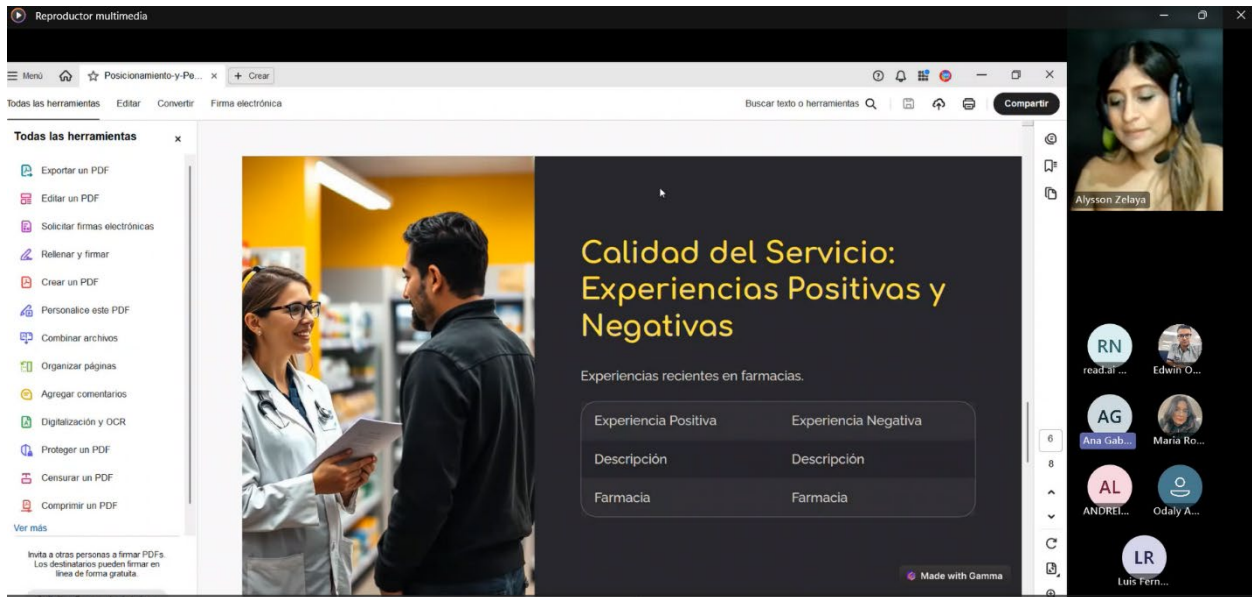 Reproductor multimedia
Menú
Posicionamiento-y-Pe...
+ Crear
Todas las herramientas
Editar
Convertir
Firma electrónica
Buscar texto o herramientas
Compartir
Todas las herramientas
Exportar un PDF
Editar un PDF
Solicitar firmas electrónicas
Rellenar y firmar
Crear un PDF
Personalice este PDF
Combinar archivos
Organizar páginas
Agregar comentarios
Digitalización y OCR
Proteger un PDF
Censurar un PDF
Comprimir un PDF
Ver más
Invita a otras personas a firmar PDFs.
Los destinatarios pueden firmar en
línea de forma gratuita.
Calidad del Servicio:
Experiencias Positivas y
Negativas
Experiencias recientes en farmacias.
Experiencia Positiva Experiencia Negativa
Descripción Descripción
Farmacia Farmacia
Made with Gamma
6
8
Alysson Zelaya
RN
read.ai ...
Edwin O...
AG
Ana Gab...
Maria Ro...
AL
ANDREI...
Odaly A...
LR
Luis Fern...